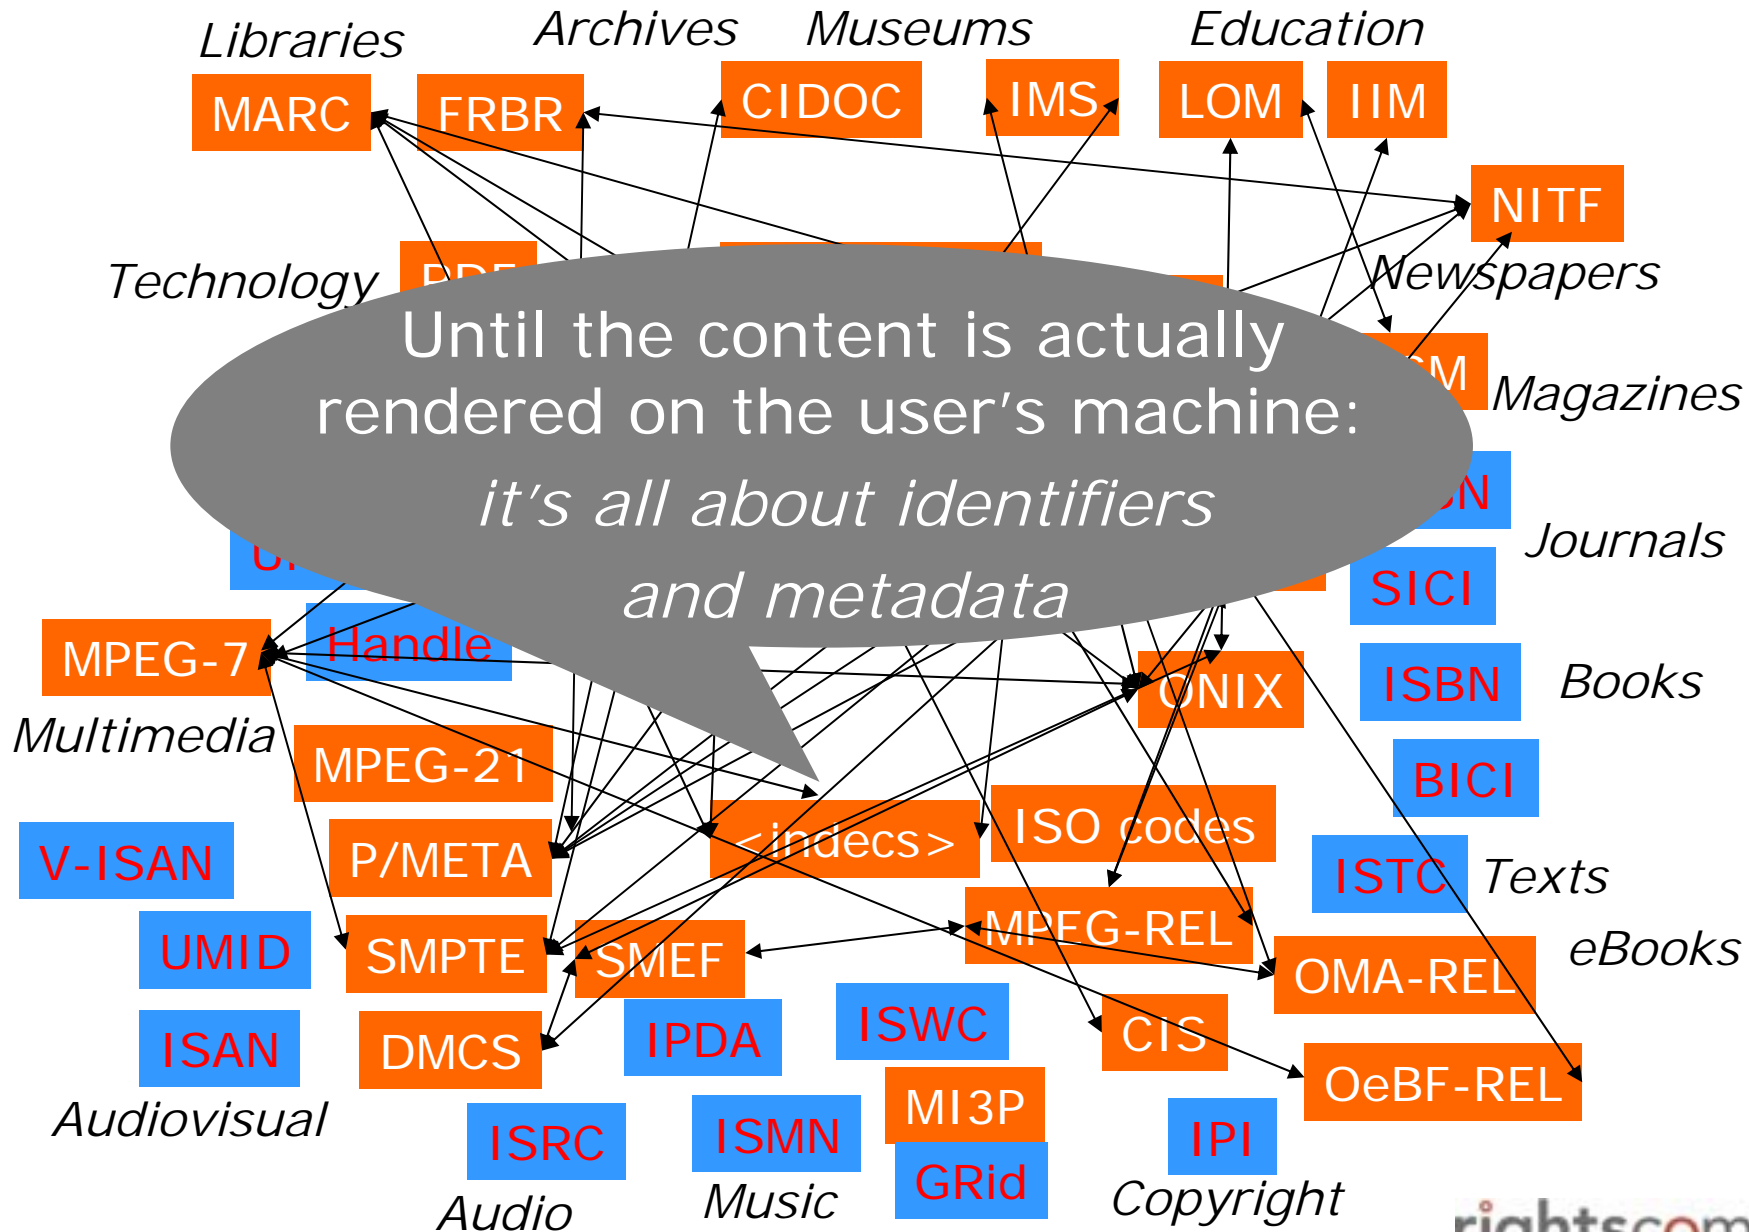 Libraries
Archives
Museums
Education
MARC
FRBR
CIDOC
IMS
LOM
IIM
NITF
Technology
Newspapers
Until the content is actually
rendered on the user's machine:
it's all about identifiers
and metadata
Magazines
Journals
SICI
MPEG-7
Handle
ONIX
ISBN
Books
Multimedia
MPEG-21
BICI
V-ISAN
P/META
<indecs>
ISO codes
ISTC
Texts
UMID
SMPTE
SMEF
MPEG-REL
OMA-REL
eBooks
ISAN
DMCS
IPDA
ISWC
CIS
OeBF-REL
Audiovisual
ISRC
ISMN
MI3P
GRid
IPI
Audio
Music
Copyright
rightscom